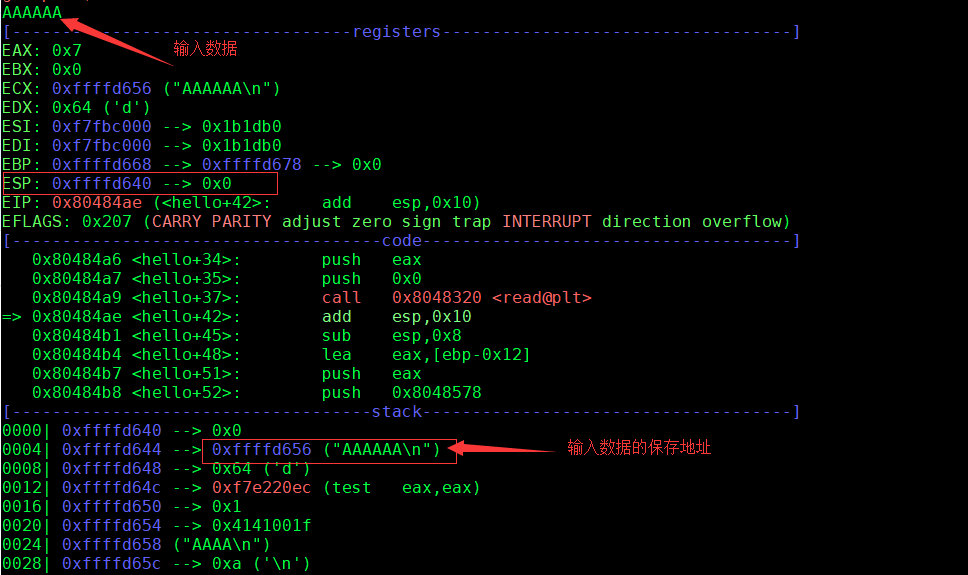 AAAAAA
[----------------------------------registers-----------------------------------]
输入数据
EAX: 0x7
EBX: 0x0
ECX: 0xffffd656 ("AAAAAA\n")
EDX: 0x64 ('d')
ESI: 0xf7fbc000 --> 0x1b1db0
EDI: 0xf7fbc000 --> 0x1b1db0
EBP: 0xffffd668 --> 0xffffd678 --> 0x0
ESP: 0xffffd640 --> 0x0
EIP: 0x80484ae (<hello+42>: add esp,0x10)
EFLAGS: 0x207 (CARRY PARITY adjust zero sign trap INTERRUPT direction overflow)
[-------------------------------------code-------------------------------------]
0x80484a6 <hello+34>: push eax
0x80484a7 <hello+35>: push 0x0
0x80484a9 <hello+37>: call 0x8048320 <read@plt>
=> 0x80484ae <hello+42>: add esp,0x10
0x80484b1 <hello+45>: sub esp,0x8
0x80484b4 <hello+48>: lea eax,[ebp-0x12]
0x80484b7 <hello+51>: push eax
0x80484b8 <hello+52>: push 0x8048578
[------------------------------------stack-------------------------------------]
0000| 0xffffd640 --> 0x0
0004| 0xffffd644 --> 0xffffd656 ("AAAAAA\n") 输入数据的保存地址
0008| 0xffffd648 --> 0x64 ('d')
0012| 0xffffd64c --> 0xf7e220ec (test eax,eax)
0016| 0xffffd650 --> 0x1
0020| 0xffffd654 --> 0x4141001f
0024| 0xffffd658 ("AAAA\n")
0028| 0xffffd65c --> 0xa ('\n')